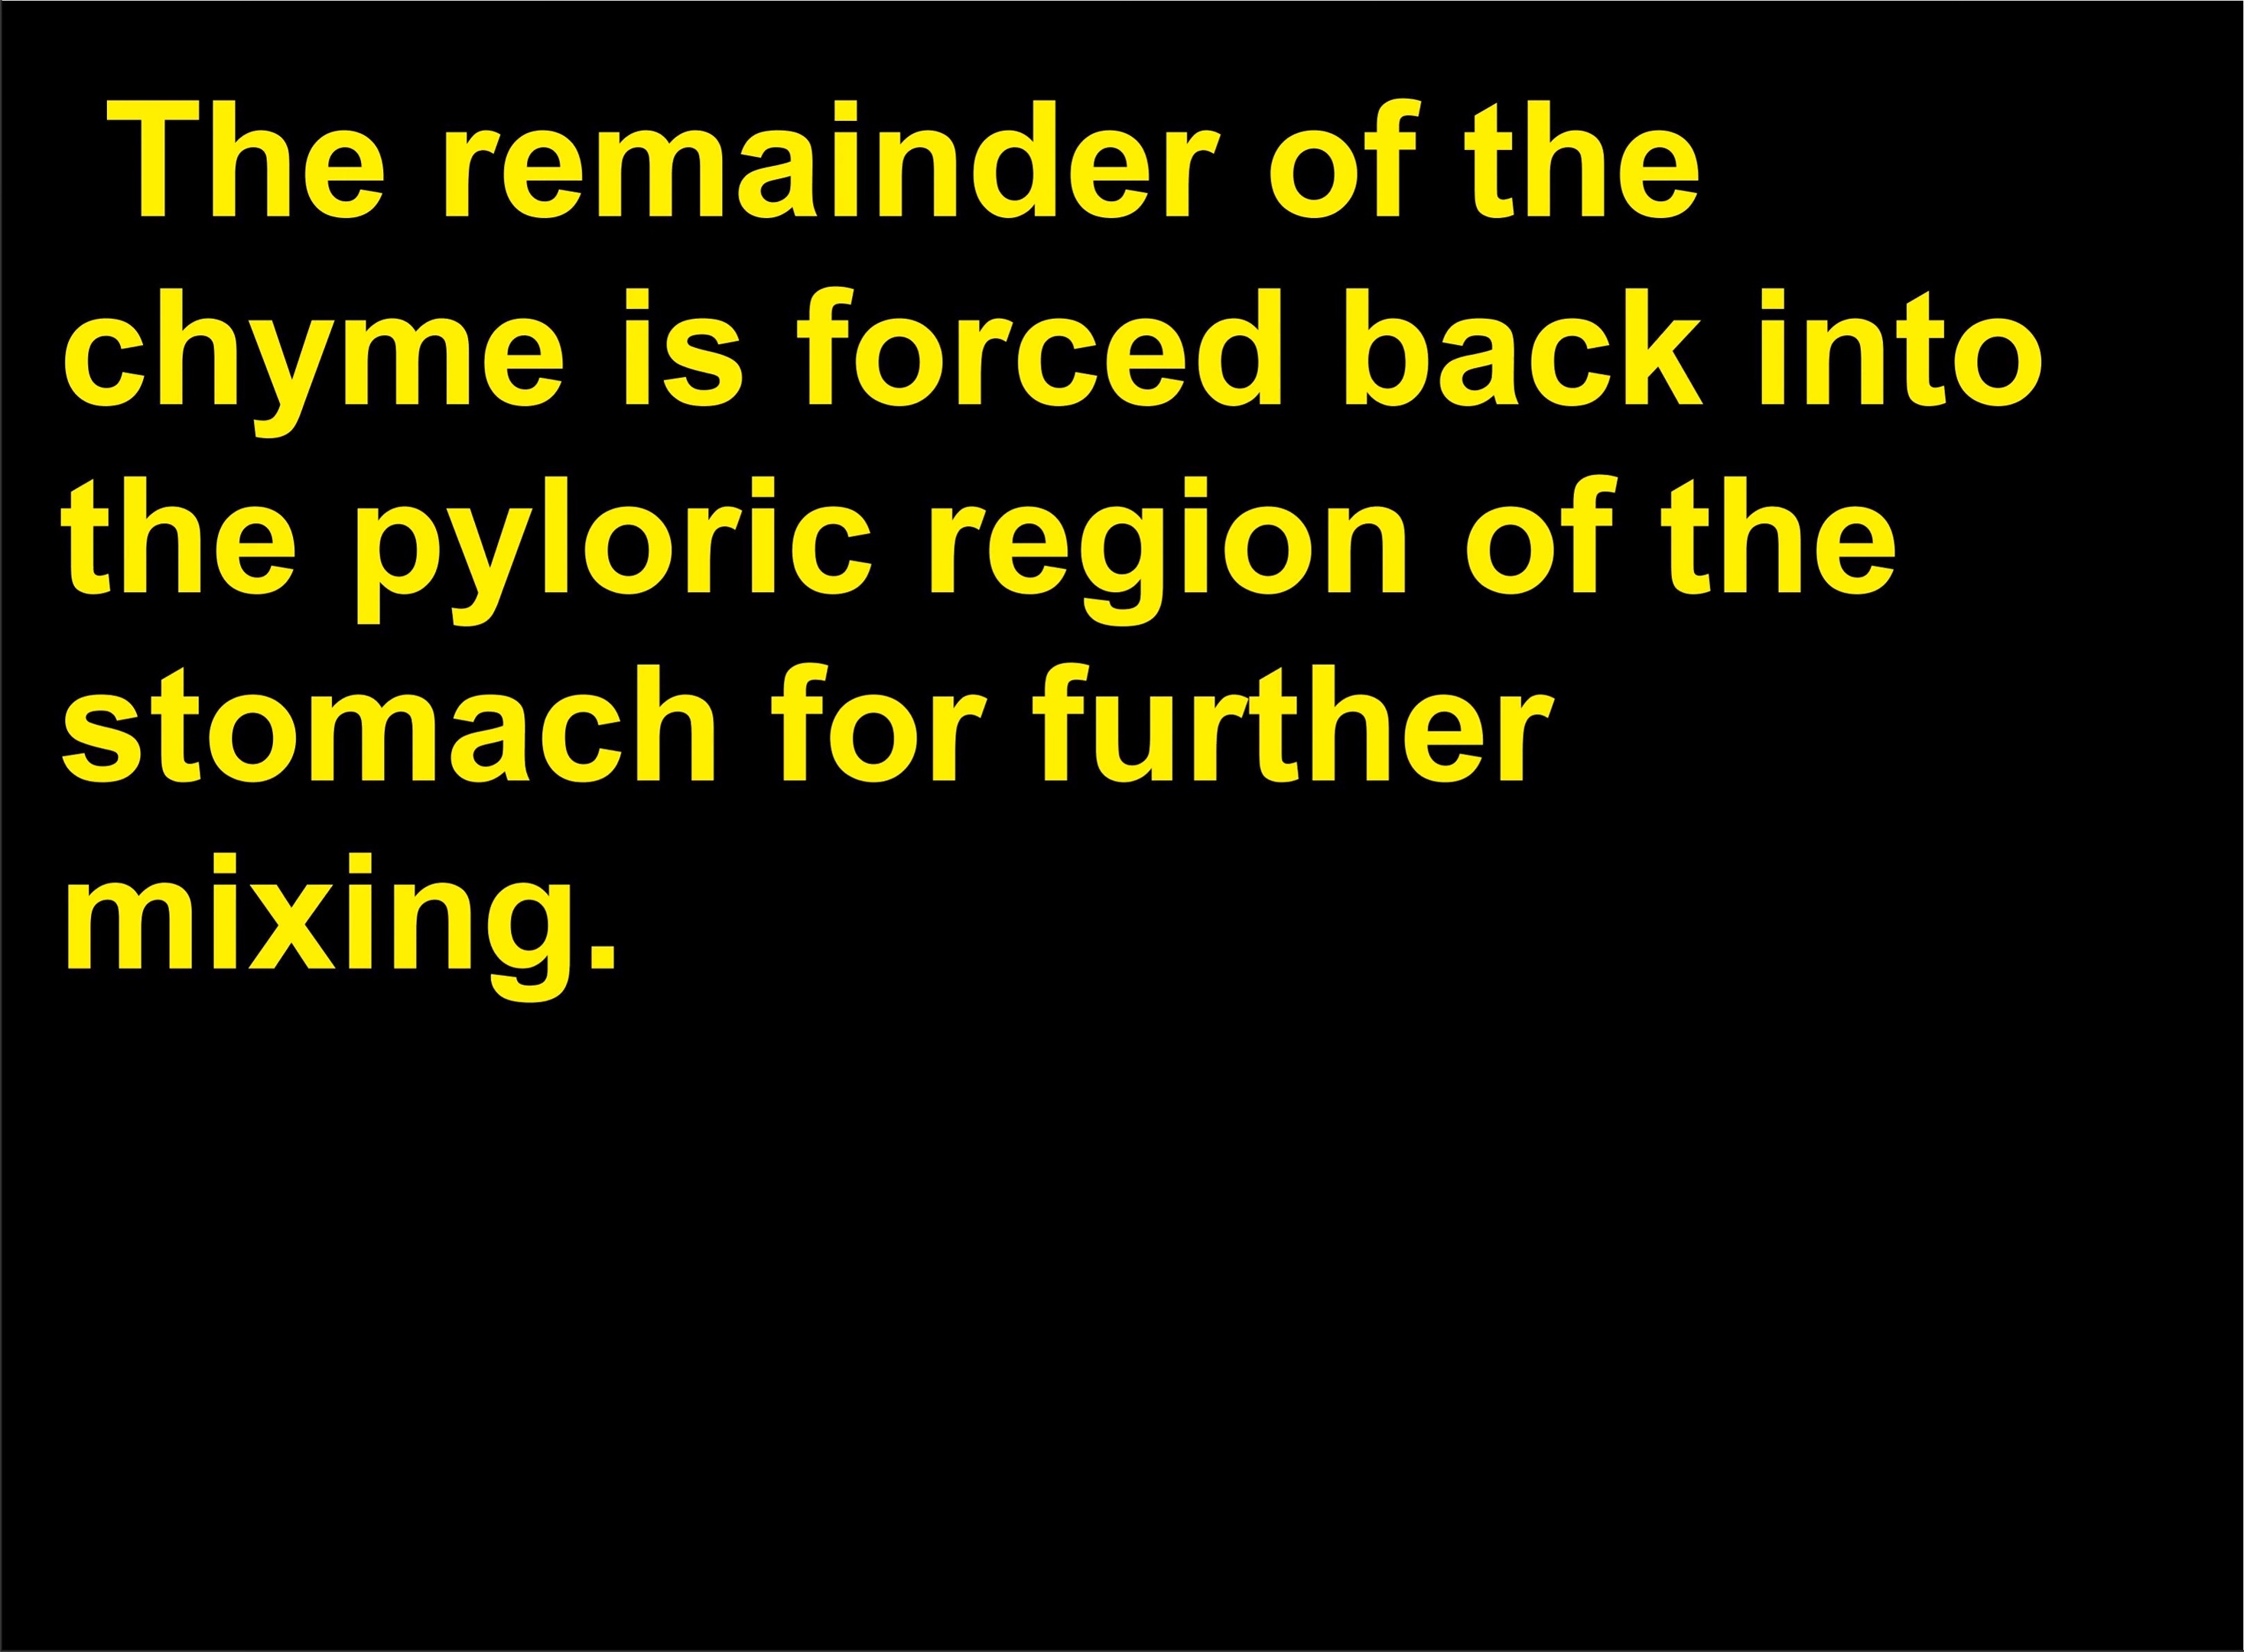 The remainder of the
chyme is forced back into
the pyloric region of the
stomach for further
mixing.